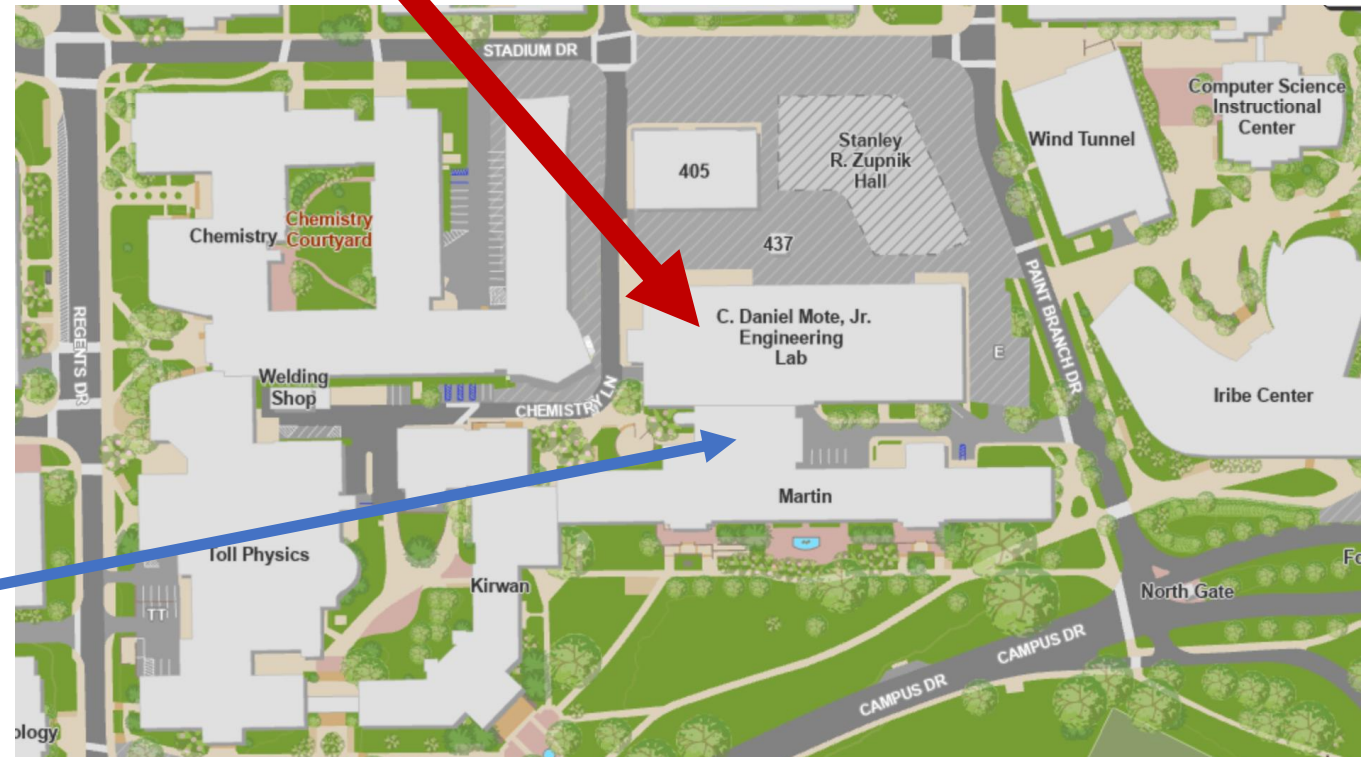 STADIUM DR
Computer Science
Instructional
Center
Wind Tunnel
Stanley
R. Zupnik
Hall
405
Chemistry
Courtyard
Chemistry
437
PAINT BRANCH DR
REGENTS DR
C. Daniel Mote, Jr.
Engineering
Lab
E
Welding
Shop
CHEMISTRY LN
Iribe Center
Martin
Toll Physics
Kirwan
North Gate
Fo
TT
CAMPUS DR
CAMPUS DR
ology